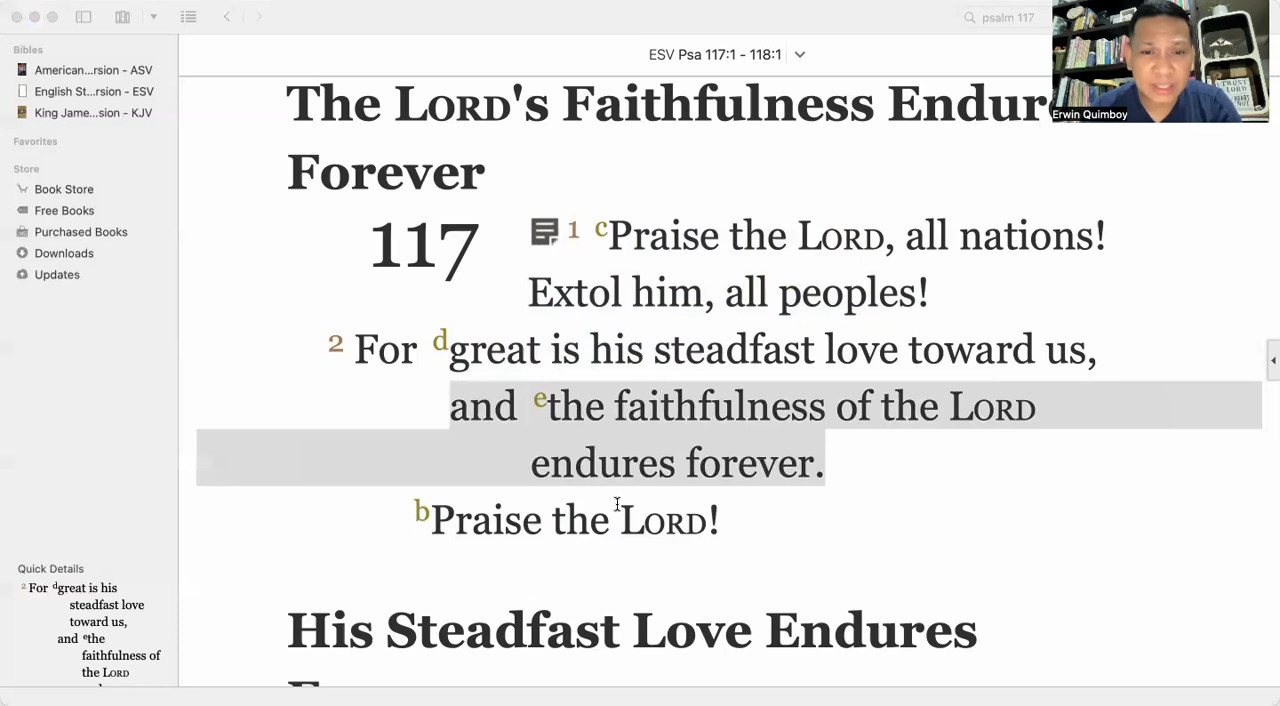 psalm 117
Bibles
American...rsion - ASV
English St...rsion - ESV
King Jame...sion - KJV
Favorites
Store
Book Store
Free Books
Purchased Books
Downloads
Updates
Quick Details
2 For dgreat is his
steadfast love
toward us,
and ethe
faithfulness of
the LORD
ESV Psa 117:1 - 118:1
The LORD's Faithfulness Endur
Forever
117
1 cPraise the LORD, all nations!
Extol him, all peoples!
2 For dgreat is his steadfast love toward us,
and ethe faithfulness of the LORD
endures forever.
bPraise the LORD!
His Steadfast Love Endures
Erwin Quimboy
TRUST
LORD